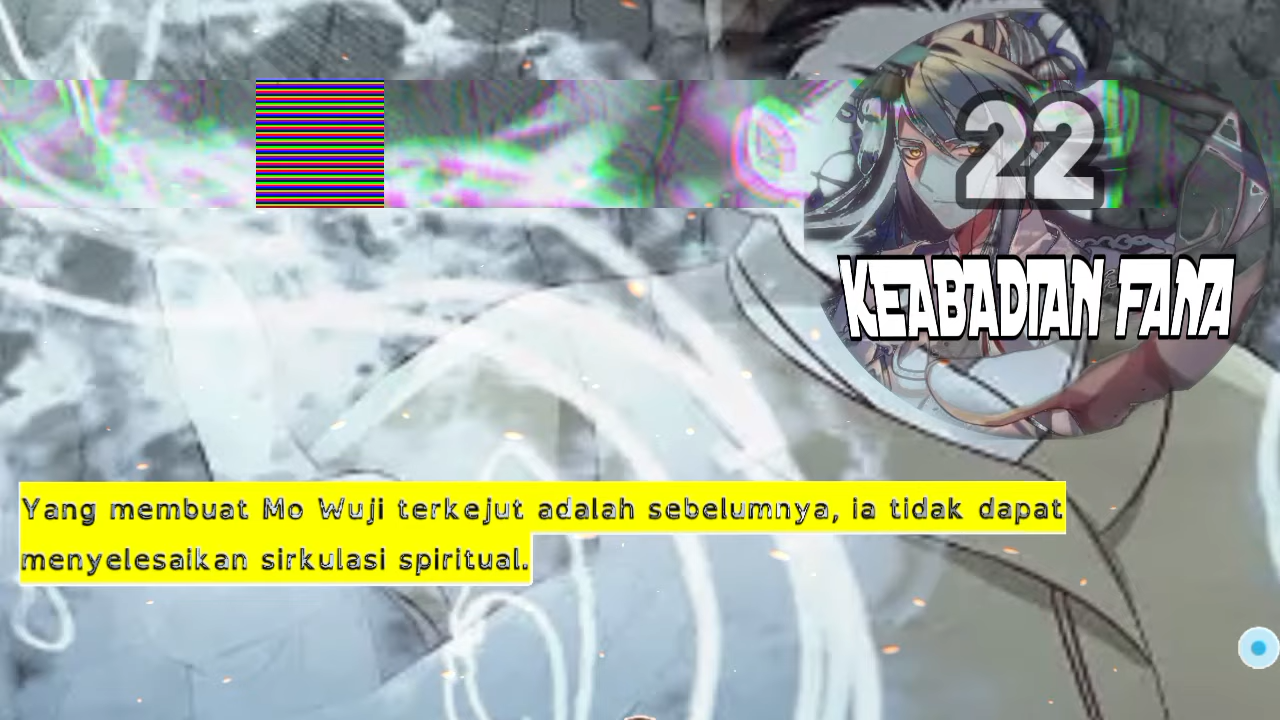 22
KEABADIAN FANA
Yang membuat Mo Wuji terkejut adalah sebelumnya, ia tidak dapat
menyelesaikan sirkulasi spiritual.